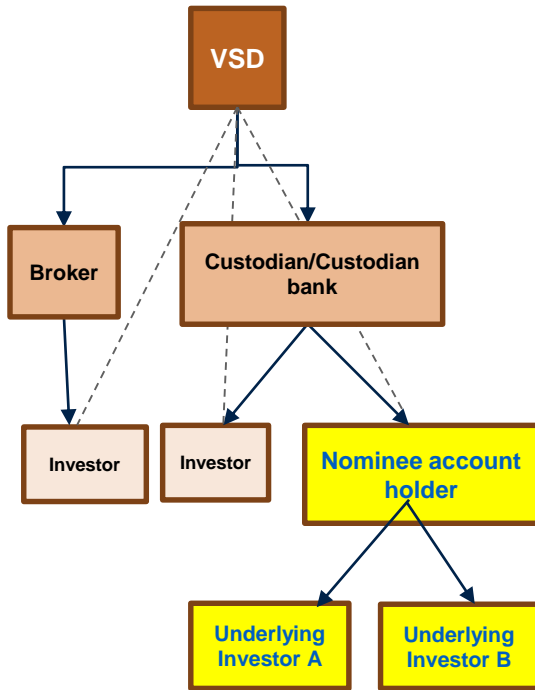 VSD
Broker
Custodian/Custodian
bank
Investor
Investor
Nominee account
holder
Underlying
Investor A
Underlying
Investor B